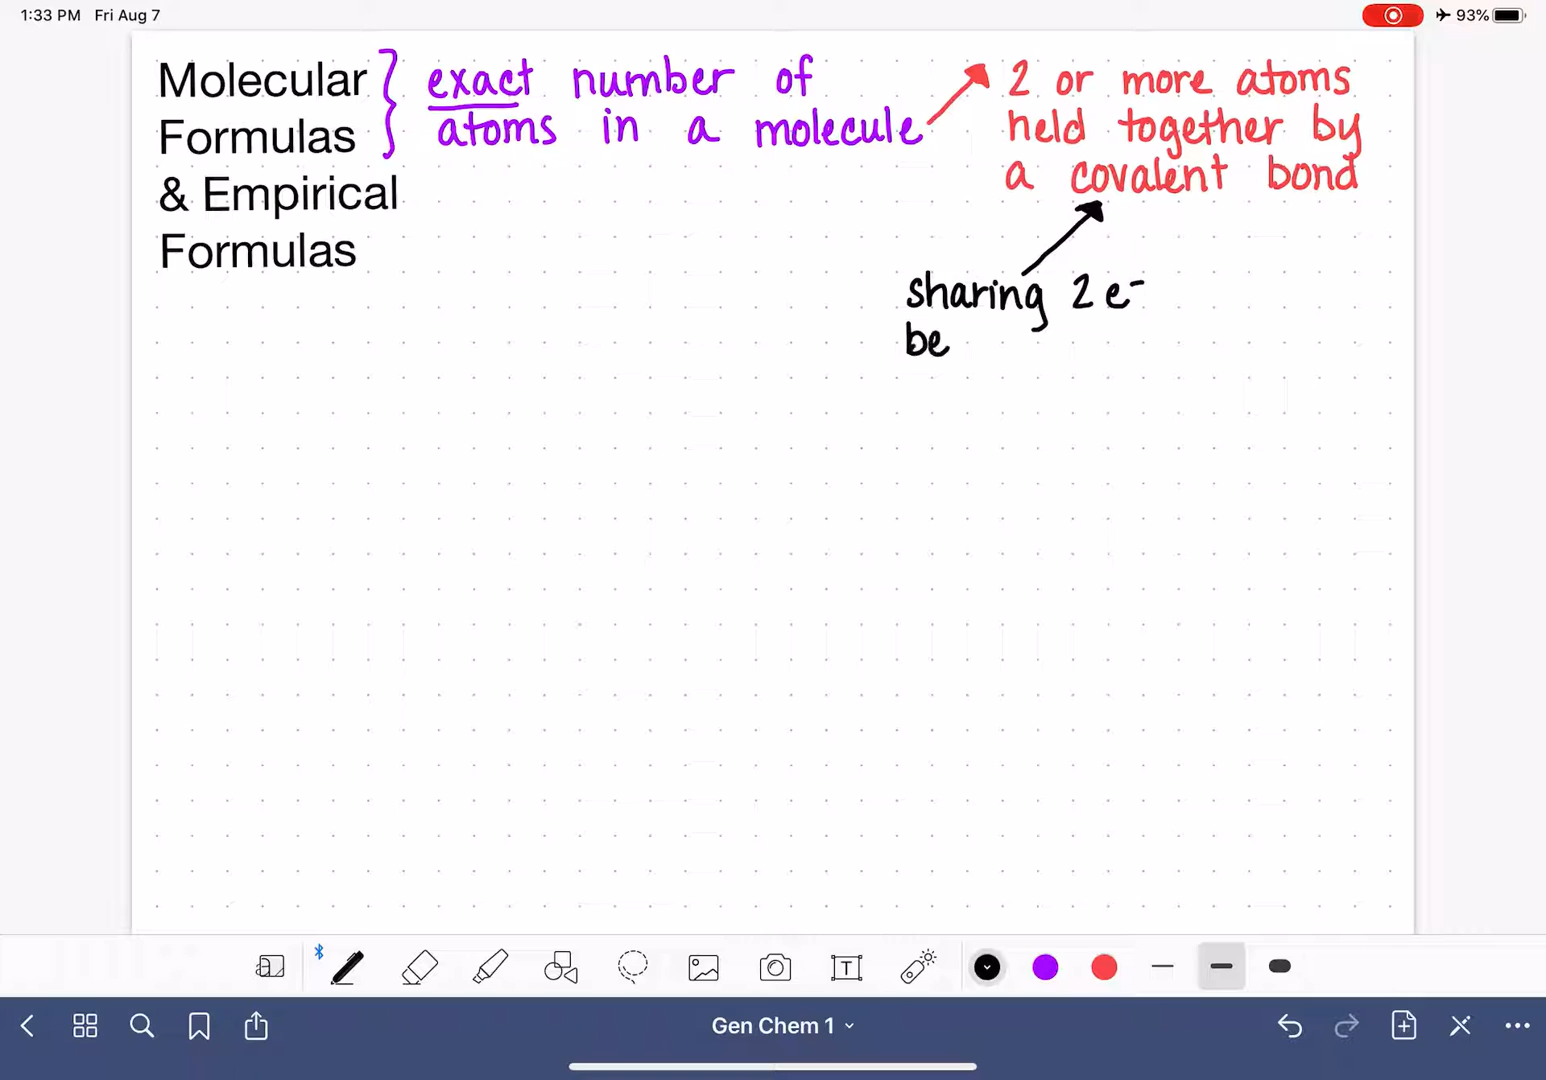 1:33 PM Fri Aug 7
93%
Molecular
Formulas
& Empirical
Formulas
exact number of
atoms in a molecule
2 or more atoms
held together by
a covalent bond
sharing 2 e⁻
be
T
Gen Chem 1